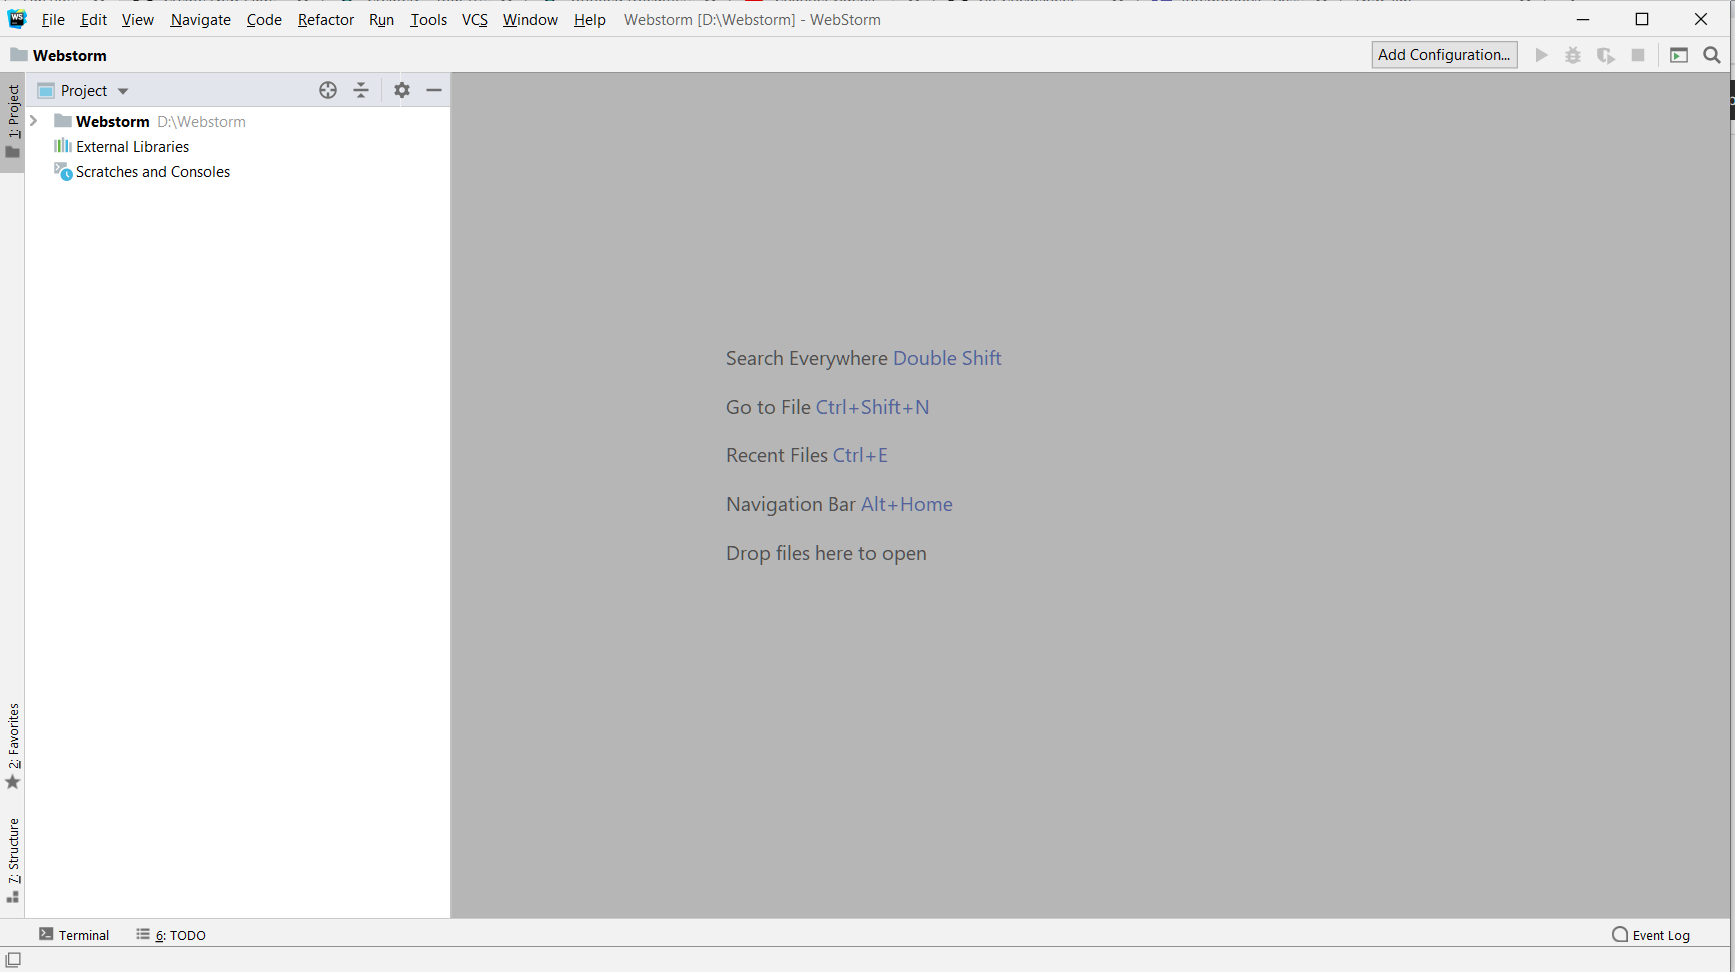 File Edit View Navigate Code Refactor Run Tools VCS Window Help Webstorm [D:\Webstorm] - WebStorm
Webstorm
Add Configuration...
1: Project
Project
Webstorm D:\Webstorm
External Libraries
Scratches and Consoles
Search Everywhere Double Shift
Go to File Ctrl+Shift+N
Recent Files Ctrl+E
Navigation Bar Alt+Home
Drop files here to open
2: Favorites
7: Structure
Terminal
6: TODO
Event Log